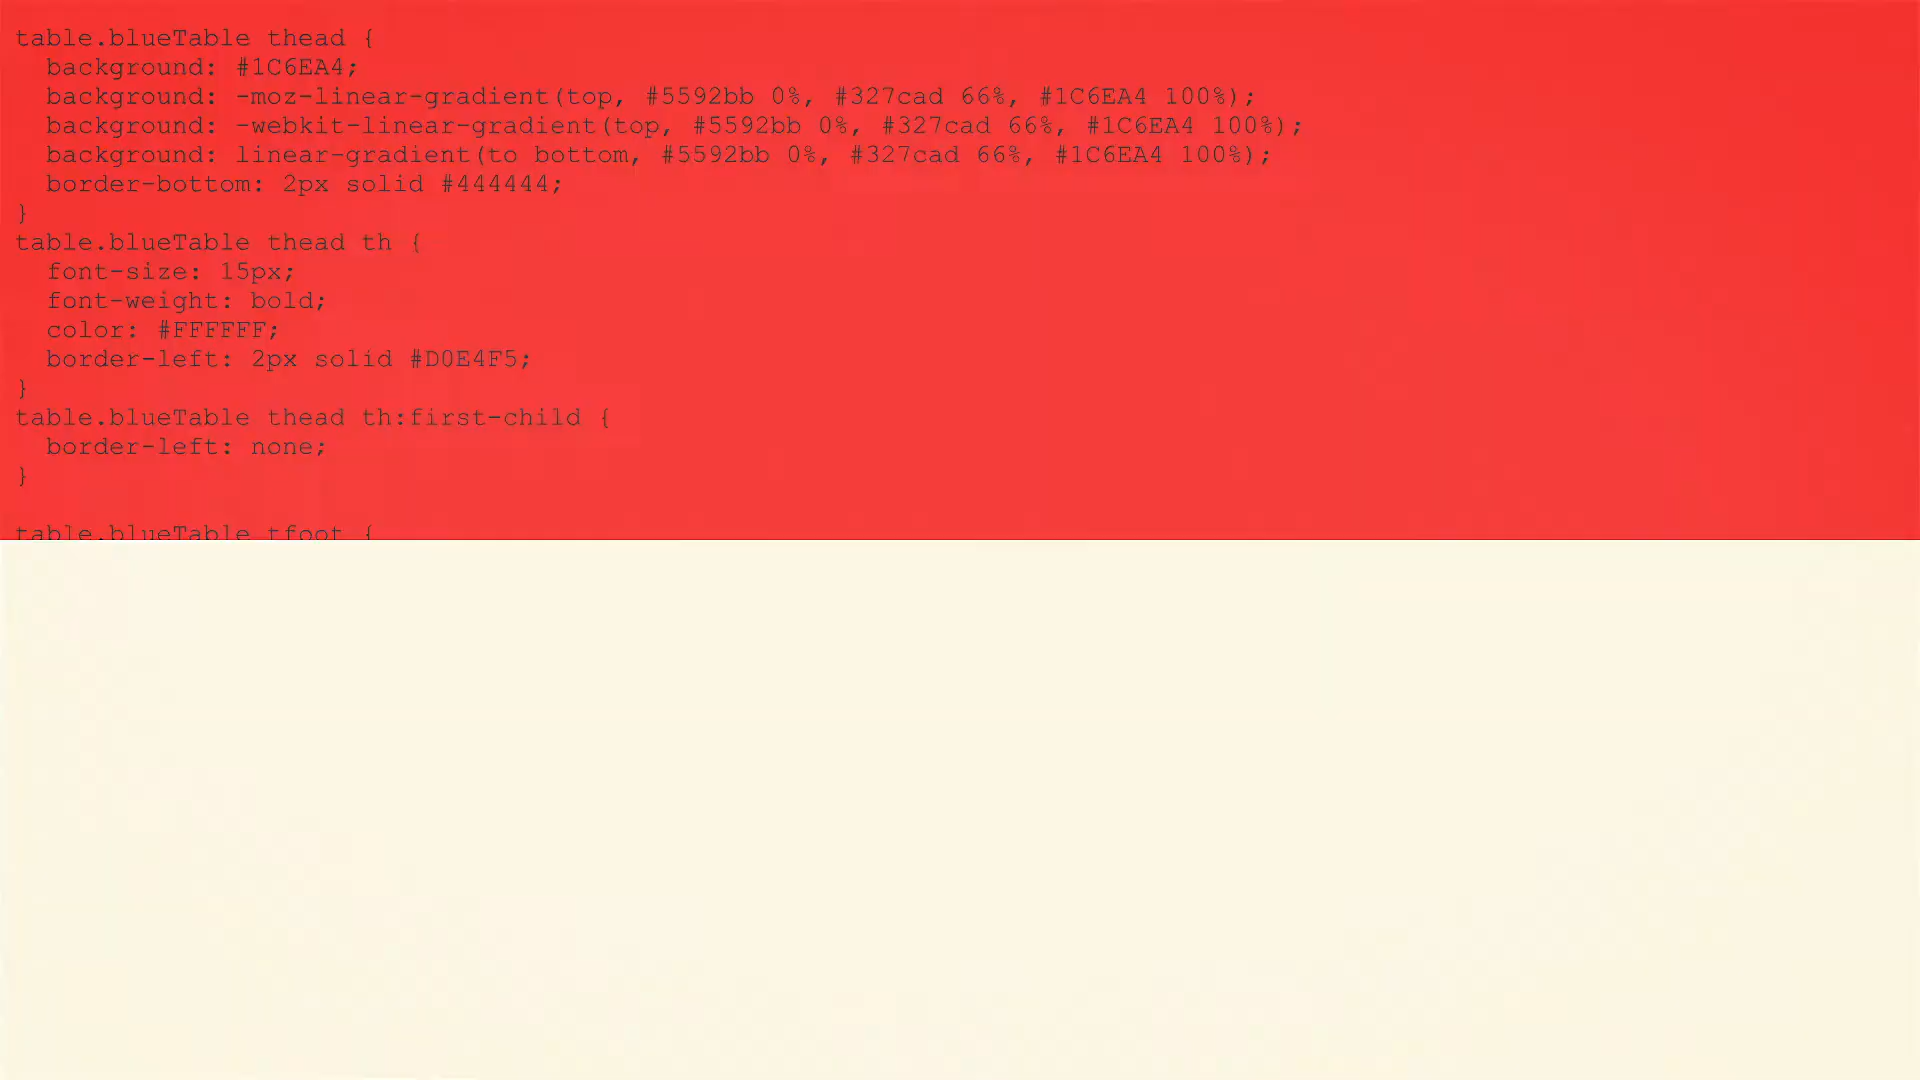 table.blueTable thead {
  background: #1C6EA4;
  background: -moz-linear-gradient(top, #5592bb 0%, #327cad 66%, #1C6EA4 100%);
  background: -webkit-linear-gradient(top, #5592bb 0%, #327cad 66%, #1C6EA4 100%);
  background: linear-gradient(to bottom, #5592bb 0%, #327cad 66%, #1C6EA4 100%);
  border-bottom: 2px solid #444444;
}
table.blueTable thead th {
  font-size: 15px;
  font-weight: bold;
  color: #FFFFFF;
  border-left: 2px solid #D0E4F5;
}
table.blueTable thead th:first-child {
  border-left: none;
}
table.blueTable tfoot {